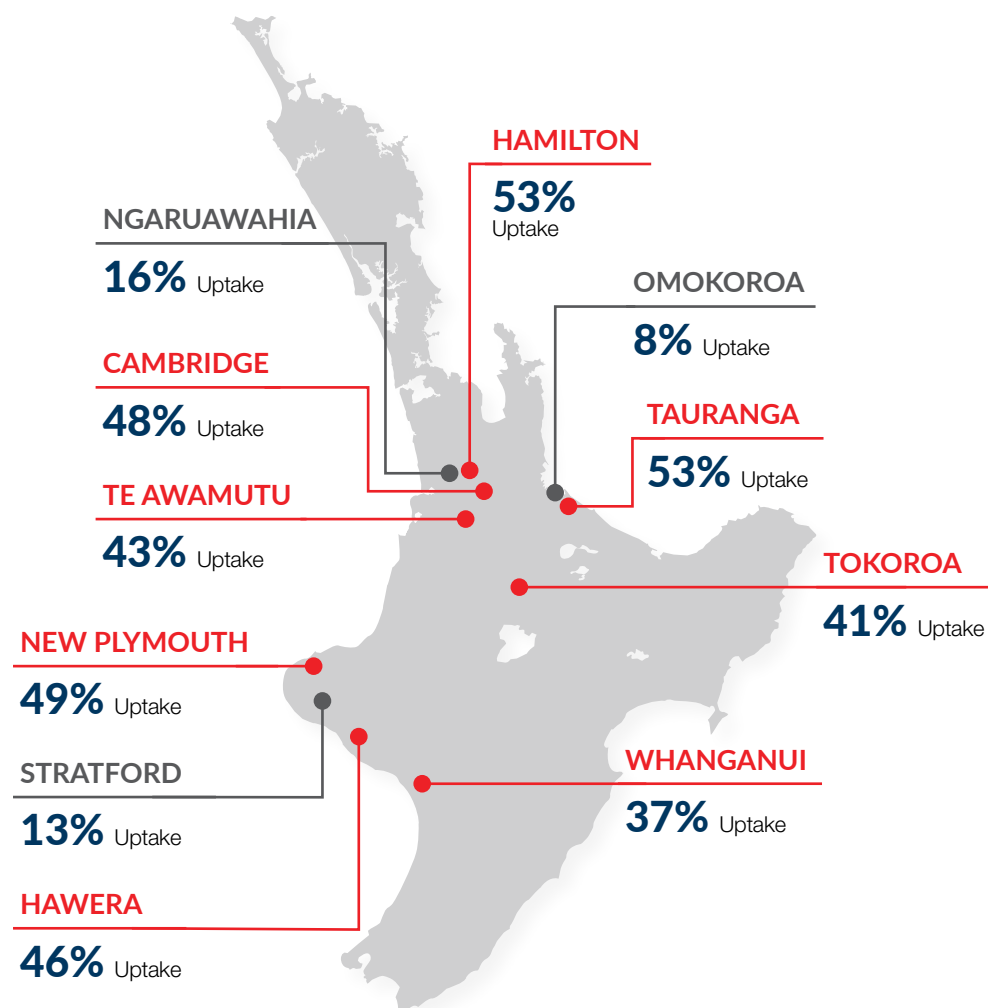 HAMILTON
53%
Uptake
NGARUAWAHIA
16% Uptake
OMOKOROA
8% Uptake
CAMBRIDGE
48% Uptake
TAURANGA
53% Uptake
TE AWAMUTU
43% Uptake
TOKOROA
41% Uptake
NEW PLYMOUTH
49% Uptake
STRATFORD
13% Uptake
WHANGANUI
37% Uptake
HAWERA
46% Uptake